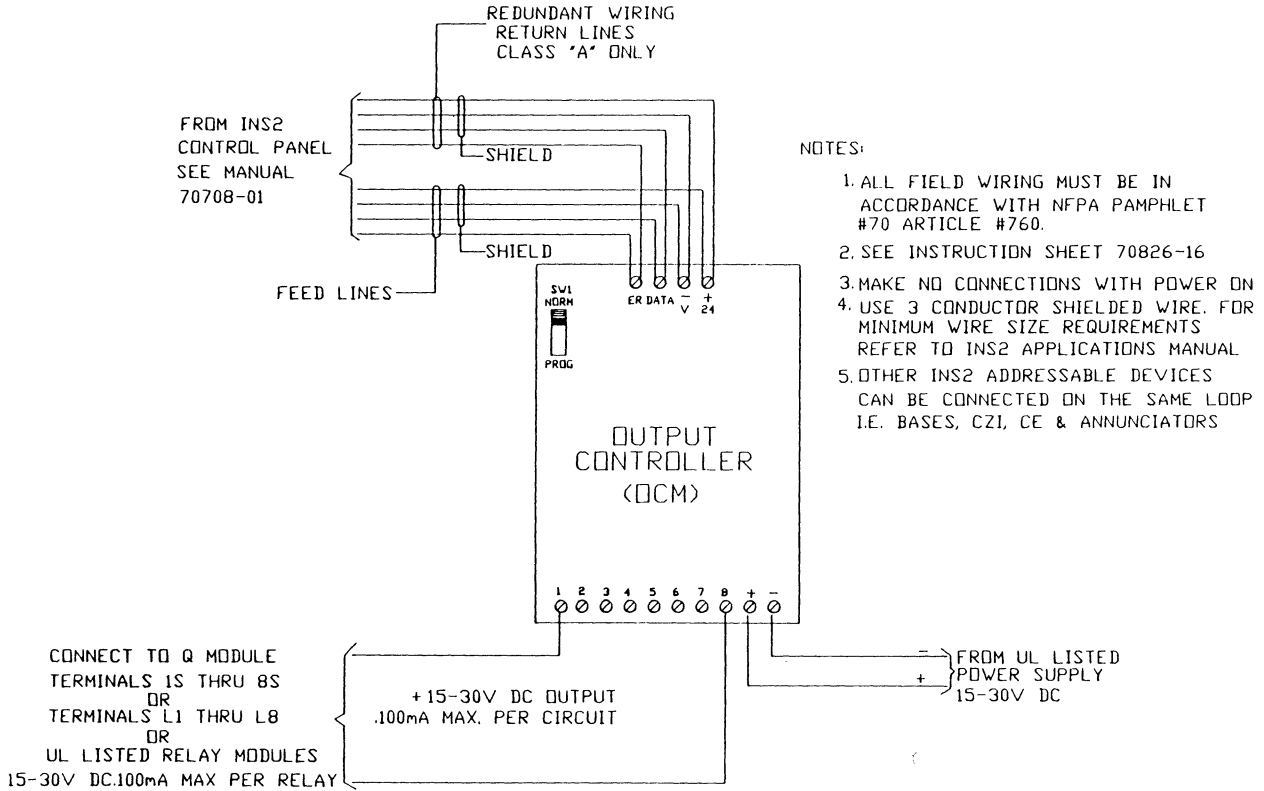 REDUNDANT WIRING
RETURN LINES
CLASS "A" ONLY
FROM INS2
CONTROL PANEL
SEE MANUAL
70708-01
SHIELD
SHIELD
FEED LINES
SW1
NORM
PROG
ER DATA - +
V 24
OUTPUT
CONTROLLER
(OCM)
1 2 3 4 5 6 7 8 + -
NOTES:
1. ALL FIELD WIRING MUST BE IN
ACCORDANCE WITH NFPA PAMPHLET
#70 ARTICLE #760.
2. SEE INSTRUCTION SHEET 70826-16
3. MAKE NO CONNECTIONS WITH POWER ON
4. USE 3 CONDUCTOR SHIELDED WIRE. FOR
MINIMUM WIRE SIZE REQUIREMENTS
REFER TO INS2 APPLICATIONS MANUAL
5. OTHER INS2 ADDRESSABLE DEVICES
CAN BE CONNECTED ON THE SAME LOOP
I.E. BASES, CZI, CE & ANNUNCIATORS
CONNECT TO Q MODULE
TERMINALS 1S THRU 8S
OR
TERMINALS L1 THRU L8
OR
UL LISTED RELAY MODULES
15-30V DC.100mA MAX PER RELAY
+15-30V DC OUTPUT
.100mA MAX. PER CIRCUIT
-
+
FROM UL LISTED
POWER SUPPLY
15-30V DC